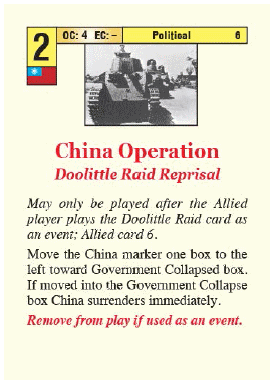 2 OC: 4 EC: – Political 6
China Operation
Doolittle Raid Reprisal
May only be played after the Allied
player plays the Doolittle Raid card as
an event; Allied card 6.
Move the China marker one box to the
left toward Government Collapsed box.
If moved into the Government Collapse
box China surrenders immediately.
Remove from play if used as an event.